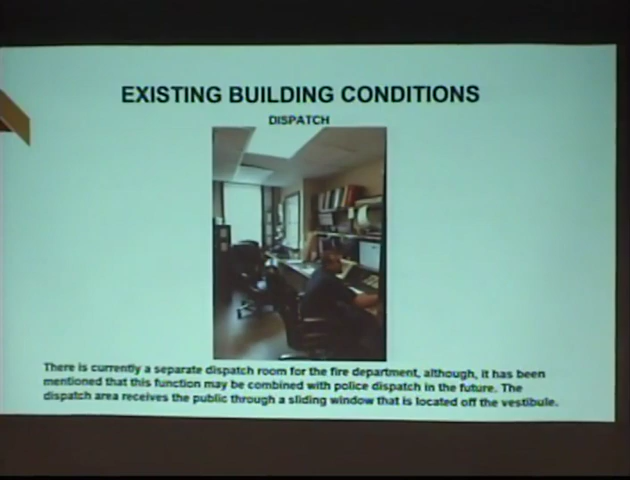 EXISTING BUILDING CONDITIONS
DISPATCH
There is currently a separate dispatch room for the fire department, although, it has been
mentioned that this function may be combined with police dispatch in the future. The
dispatch area receives the public through a sliding window that is located off the vestibule.